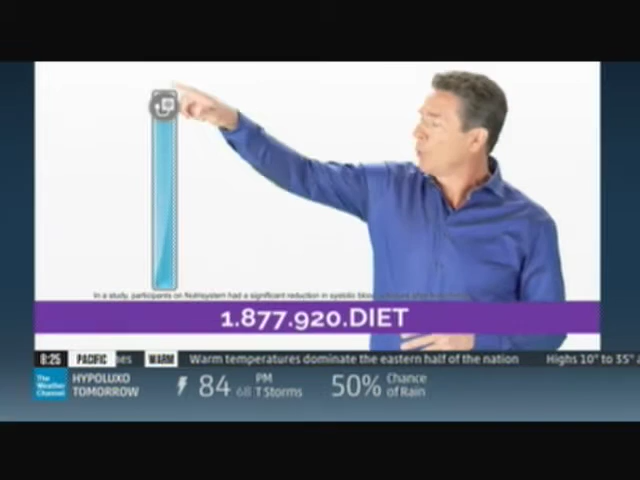 In a study, participants on Nutrisystem had a significant reduction in systolic blood
1.877.920.DIET
8:25 PACIFIC WARM Warm temperatures dominate the eastern half of the nation Highs 10° to 35°
The Weather Channel
HYPOLUXO TOMORROW
84 68
PM T Storms
50%
Chance of Rain